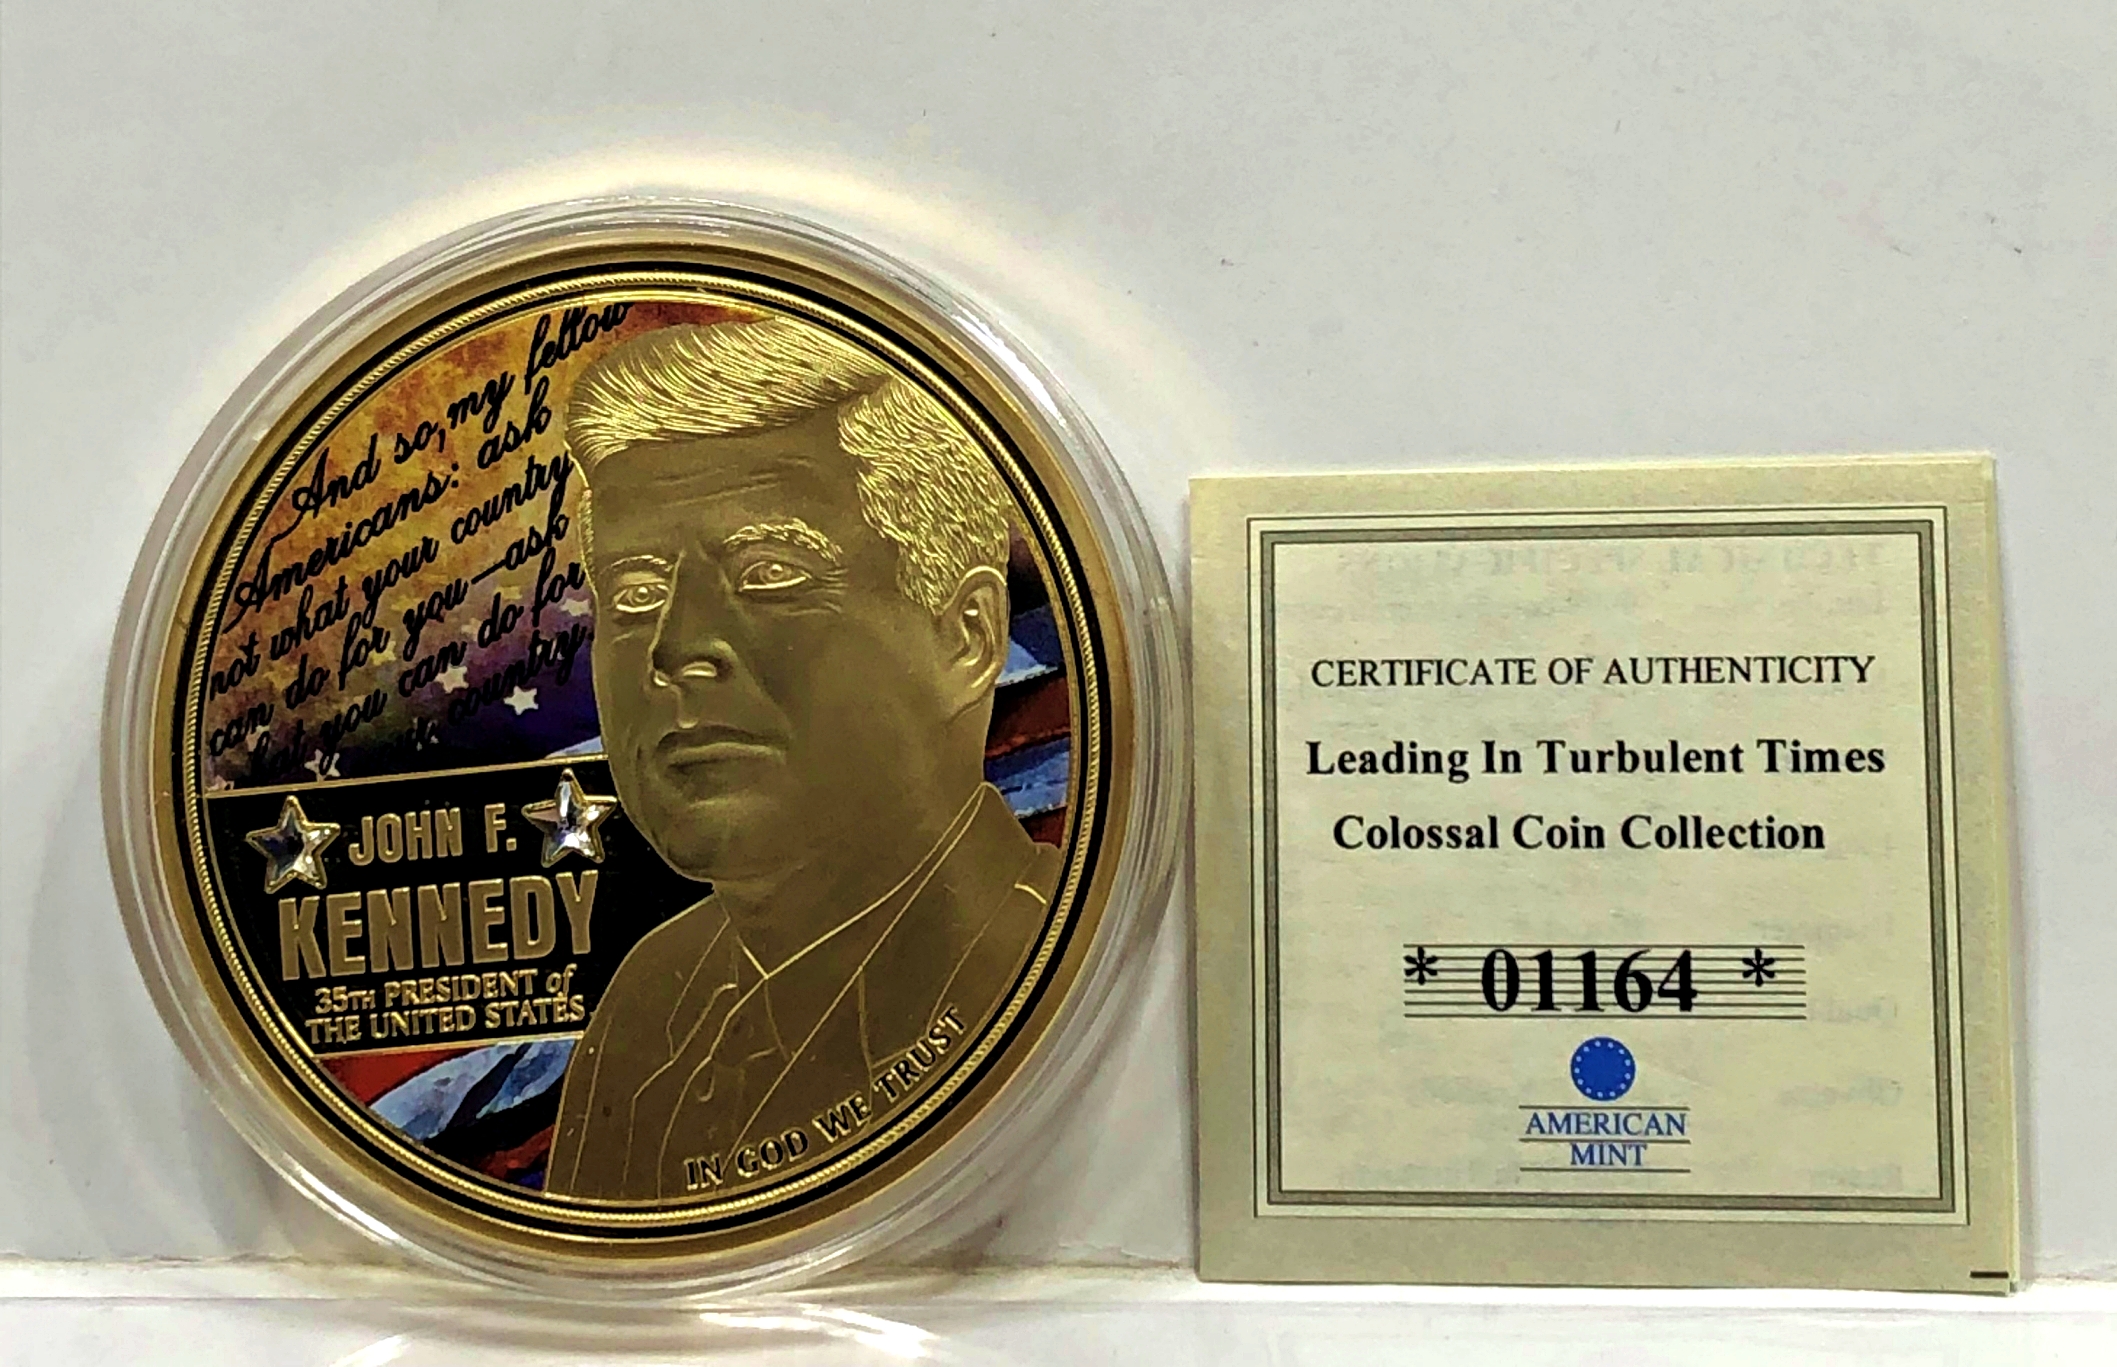 And so, my fellow
Americans: ask
not what your country
can do for you—ask
what you can do for
your country.
JOHN F.
KENNEDY
35TH PRESIDENT of
THE UNITED STATES
IN GOD WE TRUST
CERTIFICATE OF AUTHENTICITY
Leading In Turbulent Times
Colossal Coin Collection
* 01164 *
AMERICAN
MINT